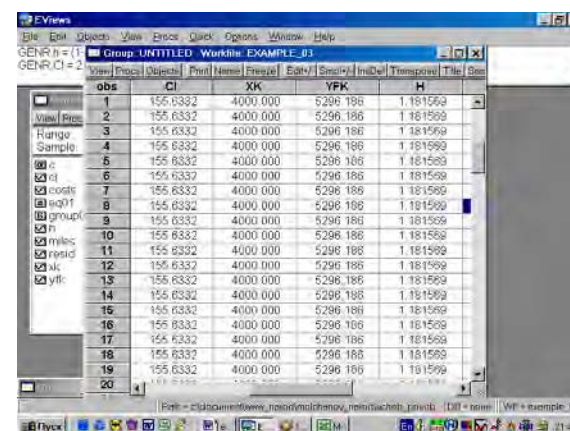 EViews
File Edit Objects View Procs Quick Options Window Help
GENR h = (1-
GENR CI = 2
Group: UNTITLED Workfile: EXAMPLE_03
View Procs Objects Print Name Freeze Edit+/- Smpl+/- InsDel Transpose Title
View Proc
Range
Sample
c
ci
costs
eq01
group
h
miles
resid
xk
yfk
obs CI XK YFK H
1 155.6332 4000.000 5296.186 1.181569
2 155.6332 4000.000 5296.186 1.181569
3 155.6332 4000.000 5296.186 1.181569
4 155.6332 4000.000 5296.186 1.181569
5 155.6332 4000.000 5296.186 1.181569
6 155.6332 4000.000 5296.186 1.181569
7 155.6332 4000.000 5296.186 1.181569
8 155.6332 4000.000 5296.186 1.181569
9 155.6332 4000.000 5296.186 1.181569
10 155.6332 4000.000 5296.186 1.181569
11 155.6332 4000.000 5296.186 1.181569
12 155.6332 4000.000 5296.186 1.181569
13 155.6332 4000.000 5296.186 1.181569
14 155.6332 4000.000 5296.186 1.181569
15 155.6332 4000.000 5296.186 1.181569
16 155.6332 4000.000 5296.186 1.181569
17 155.6332 4000.000 5296.186 1.181569
18 155.6332 4000.000 5296.186 1.181569
19 155.6332 4000.000 5296.186 1.181569
20
DB = none WF = example
Пуск
En